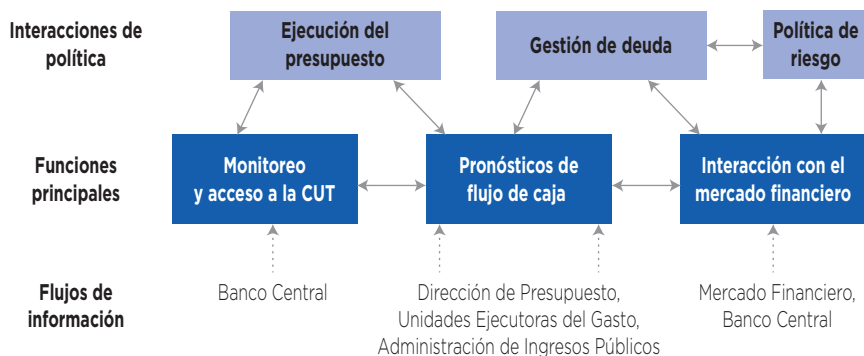 Interacciones de
política
Ejecución del
presupuesto
Gestión de deuda
Política de
riesgo
Funciones
principales
Monitoreo
y acceso a la CUT
Pronósticos de
flujo de caja
Interacción con el
mercado financiero
Flujos de
información
Banco Central
Dirección de Presupuesto,
Unidades Ejecutoras del Gasto,
Administración de Ingresos Públicos
Mercado Financiero,
Banco Central